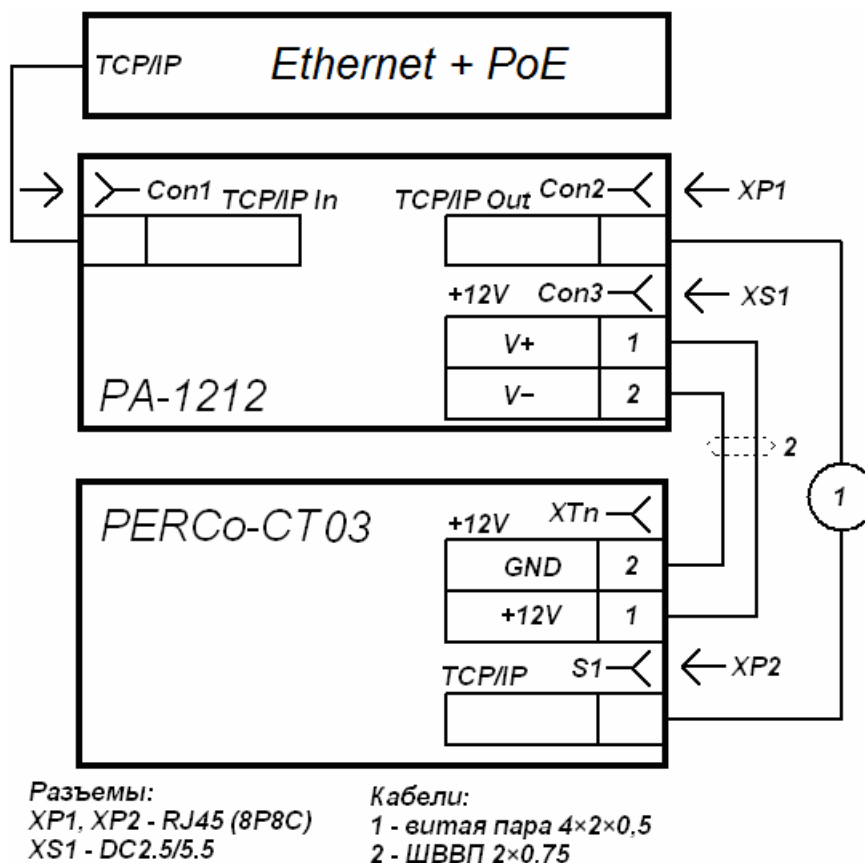 TCP/IP Ethernet + PoE
Con1 TCP/IP In TCP/IP Out Con2 XP1
+12V Con3 XS1
V+ 1
PA-1212 V– 2
2
1
PERCo-CT03 +12V XTn
GND 2
+12V 1
TCP/IP S1 XP2
Разъемы:
XP1, XP2 - RJ45 (8P8C)
XS1 - DC2.5/5.5
Кабели:
1 - витая пара 4×2×0,5
2 - ШВВП 2×0.75